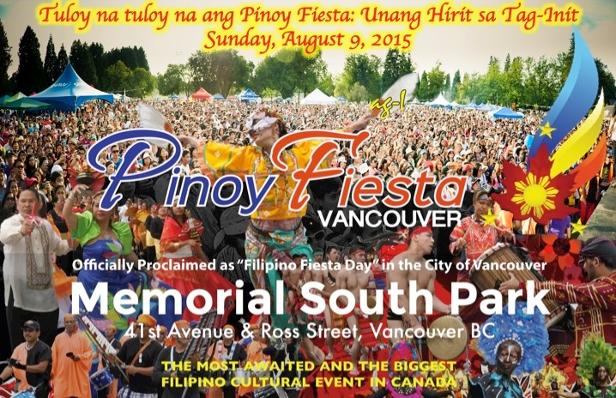 Tuloy na tuloy na ang Pinoy Fiesta: Unang Hirit sa Tag-Init
Sunday, August 9, 2015
ag-1
Pinoy Fiesta
VANCOUVER
Officially Proclaimed as "Filipino Fiesta Day" in the City of Vancouver
Memorial South Park
41st Avenue & Ross Street, Vancouver BC
THE MOST AWAITED AND THE BIGGEST
FILIPINO CULTURAL EVENT IN CANADA